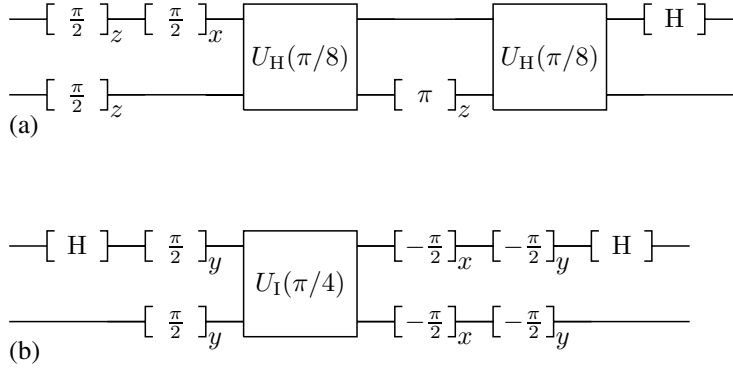 [π/2]z [π/2]x U_H(π/8) U_H(π/8) [H]
[π/2]z [π]z
(a)
[H] [π/2]y U_I(π/4) [−π/2]x [−π/2]y [H]
[π/2]y [−π/2]x [−π/2]y
(b)